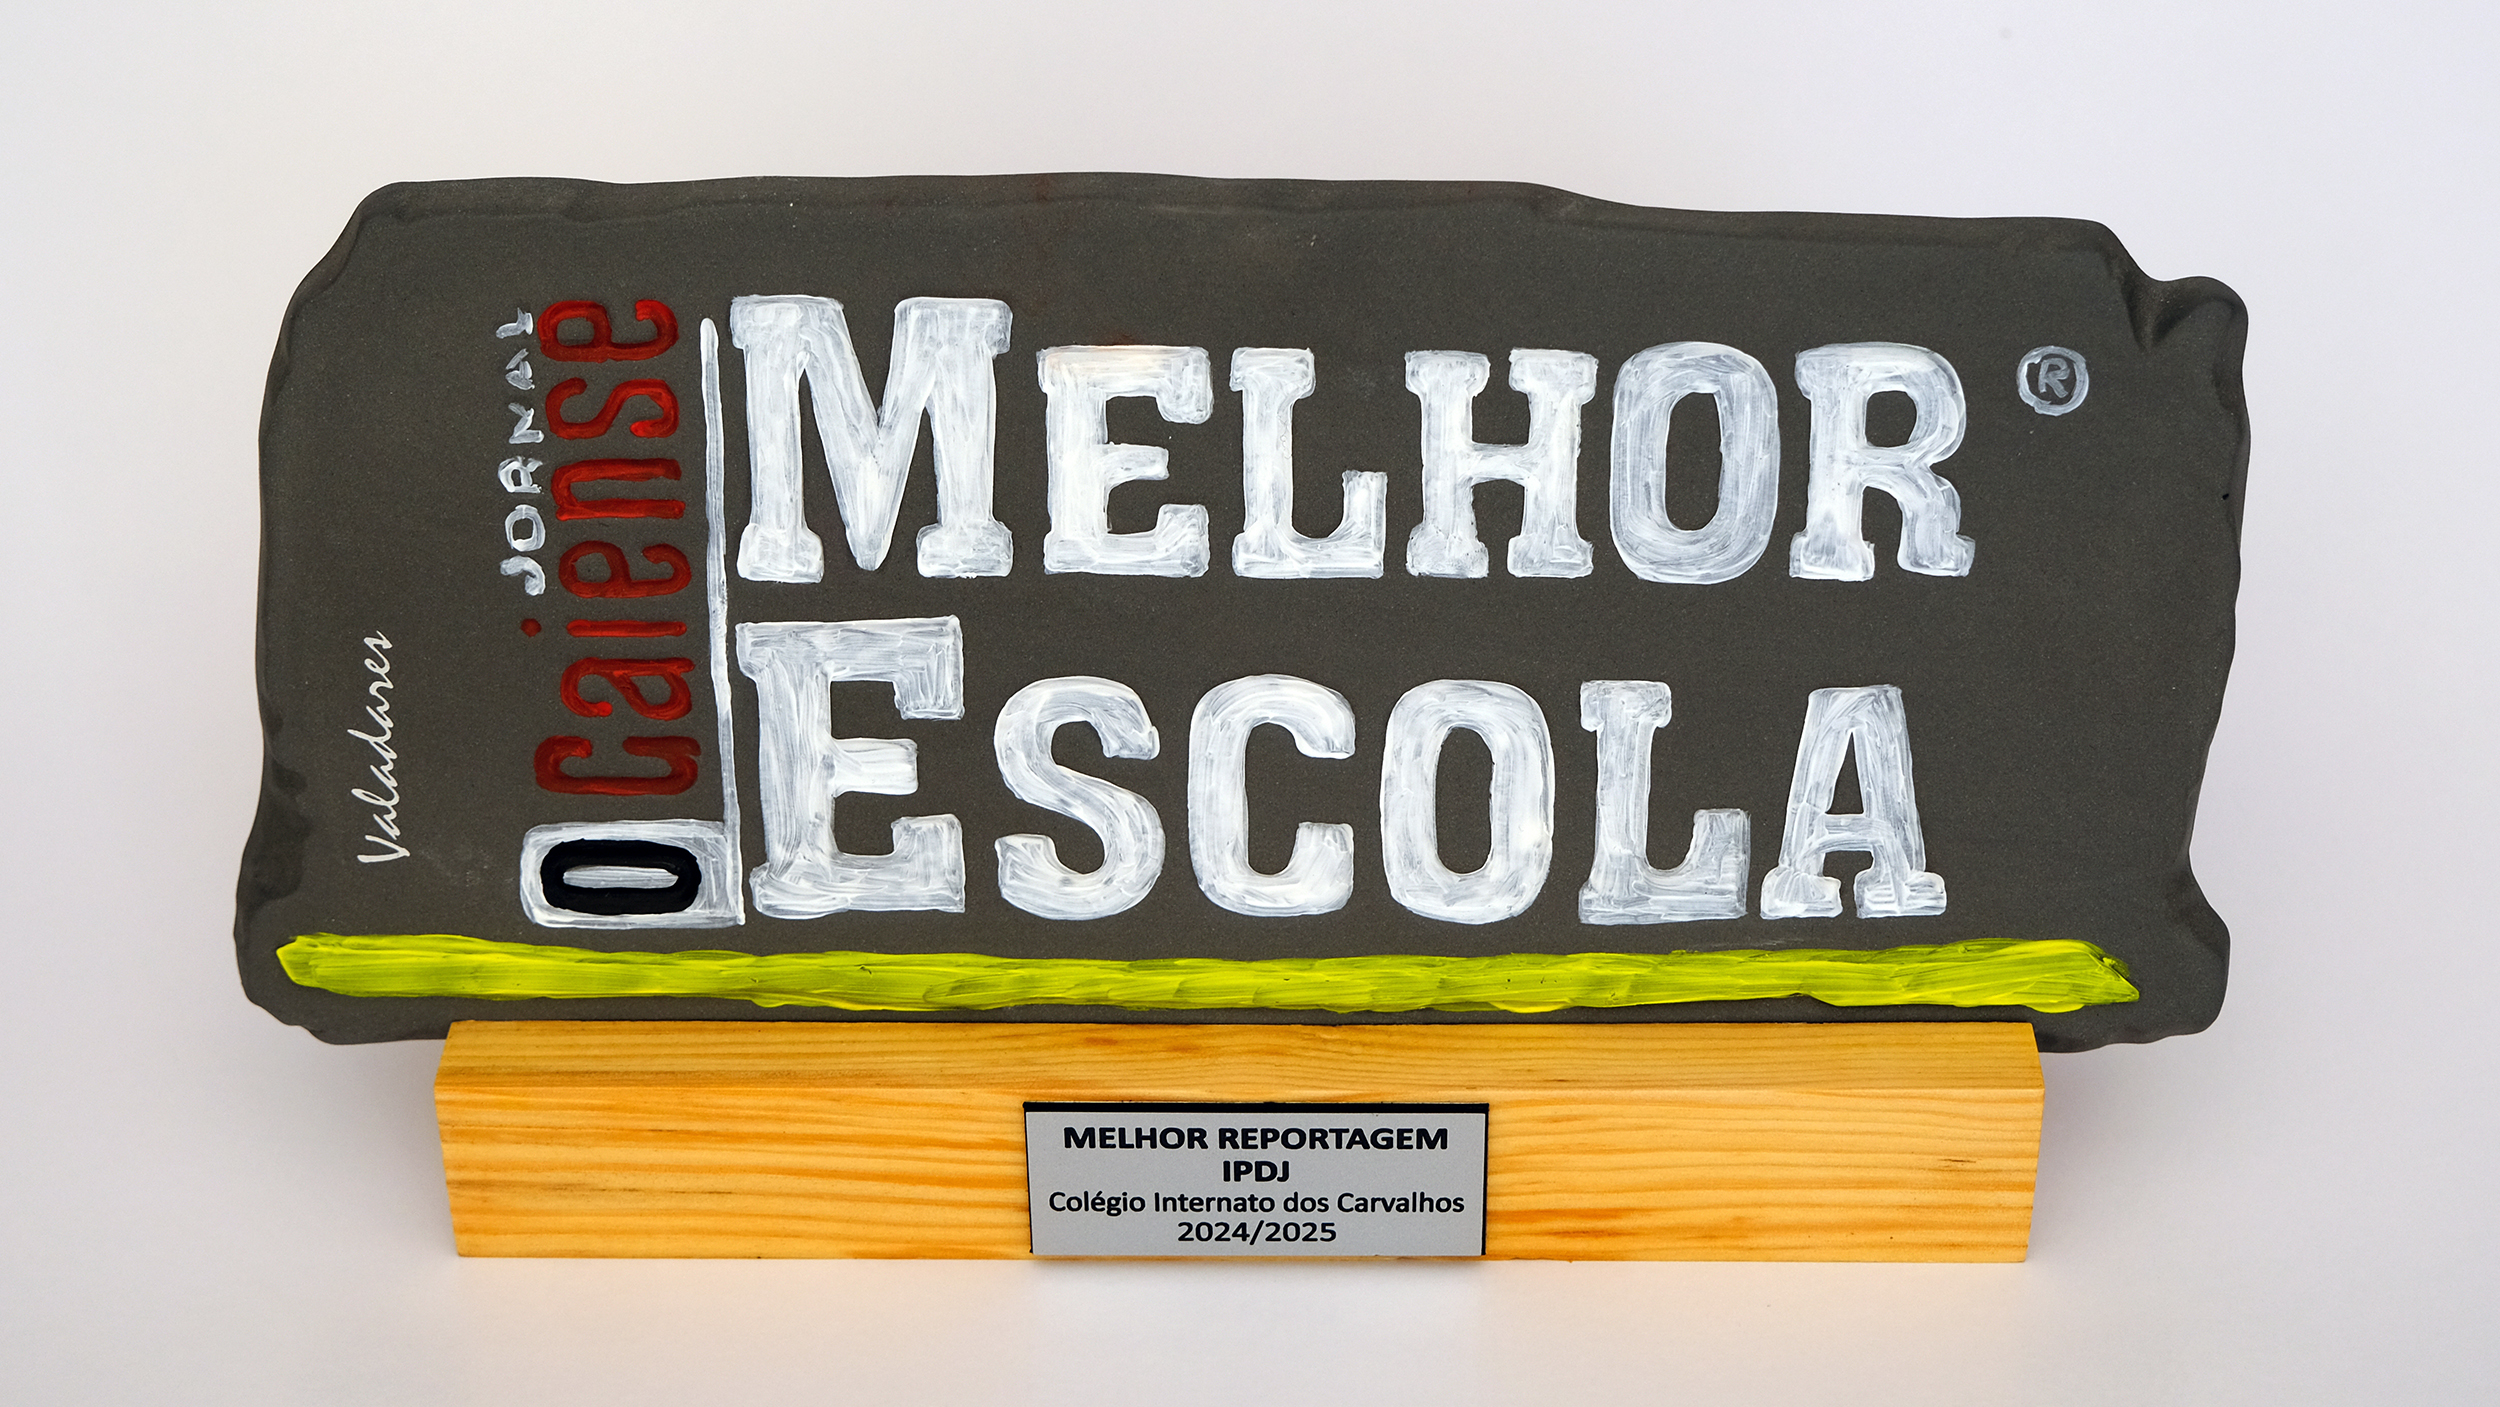 Valadares
JORNAL
O Gaiense
MELHOR ®
ESCOLA
MELHOR REPORTAGEM
IPDJ
Colégio Internato dos Carvalhos
2024/2025